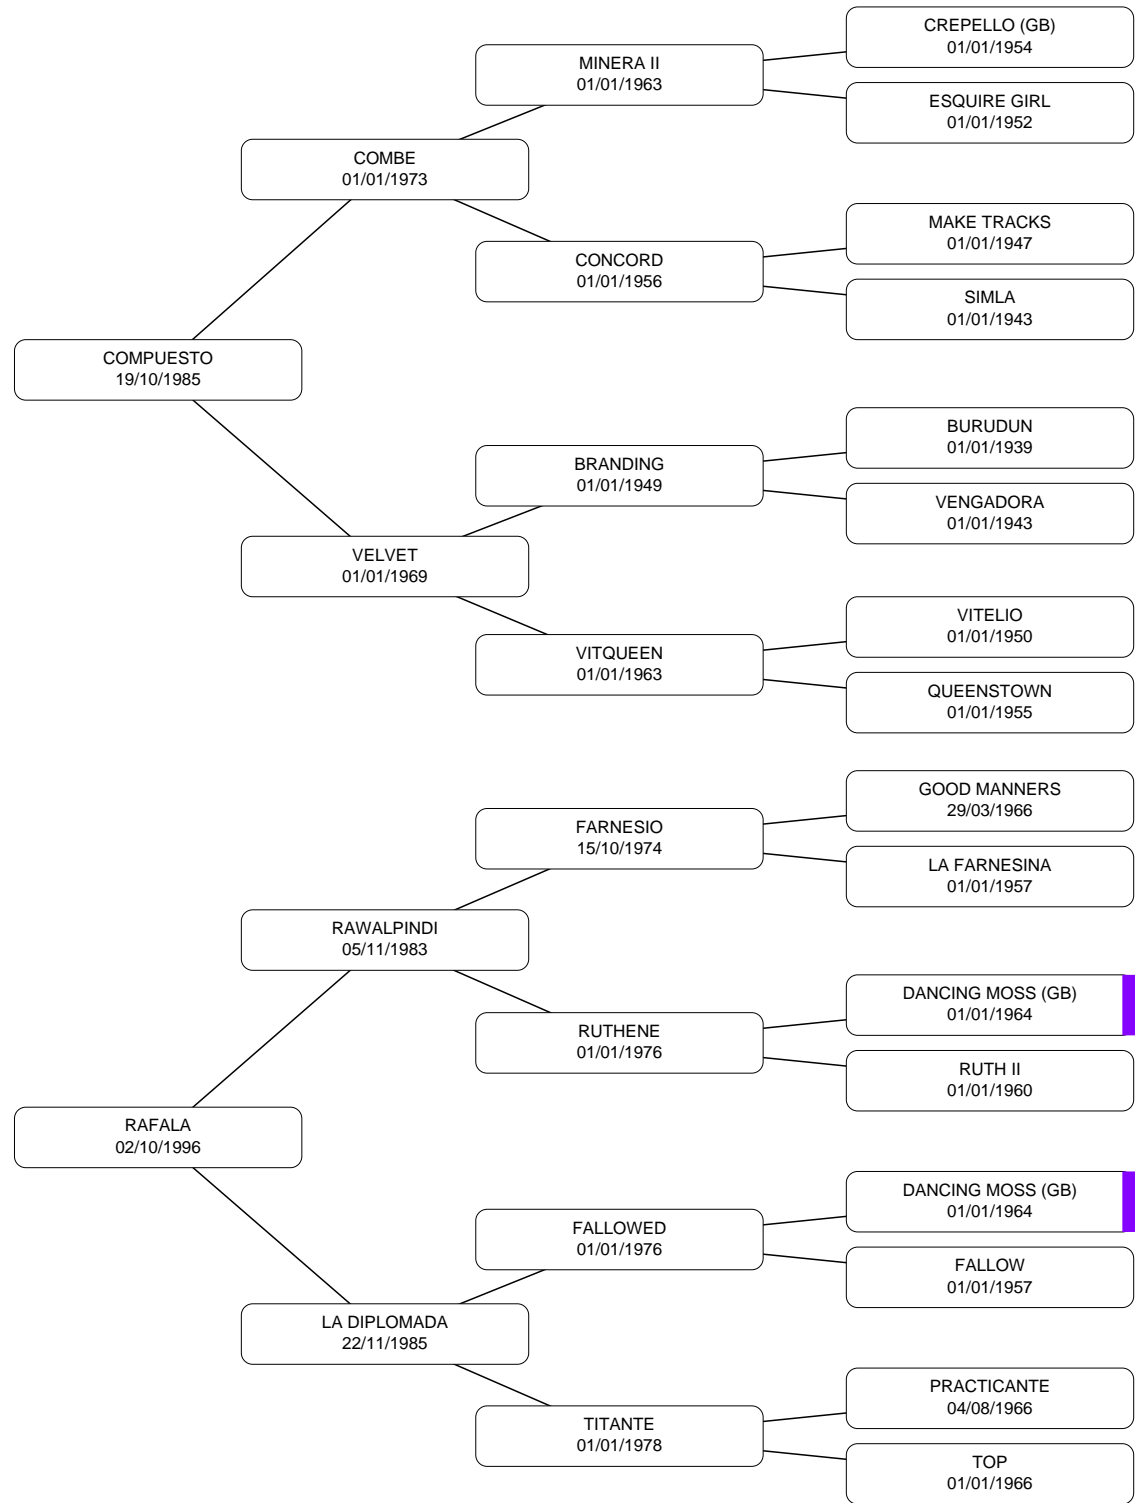 CREPELLO (GB)
01/01/1954
MINERA II
01/01/1963
ESQUIRE GIRL
01/01/1952
COMBE
01/01/1973
MAKE TRACKS
01/01/1947
CONCORD
01/01/1956
SIMLA
01/01/1943
COMPUESTO
19/10/1985
BURUDUN
01/01/1939
BRANDING
01/01/1949
VENGADORA
01/01/1943
VELVET
01/01/1969
VITELIO
01/01/1950
VITQUEEN
01/01/1963
QUEENSTOWN
01/01/1955
GOOD MANNERS
29/03/1966
FARNESIO
15/10/1974
LA FARNESINA
01/01/1957
RAWALPINDI
05/11/1983
DANCING MOSS (GB)
01/01/1964
RUTHENE
01/01/1976
RUTH II
01/01/1960
RAFALA
02/10/1996
DANCING MOSS (GB)
01/01/1964
FALLOWED
01/01/1976
FALLOW
01/01/1957
LA DIPLOMADA
22/11/1985
PRACTICANTE
04/08/1966
TITANTE
01/01/1978
TOP
01/01/1966